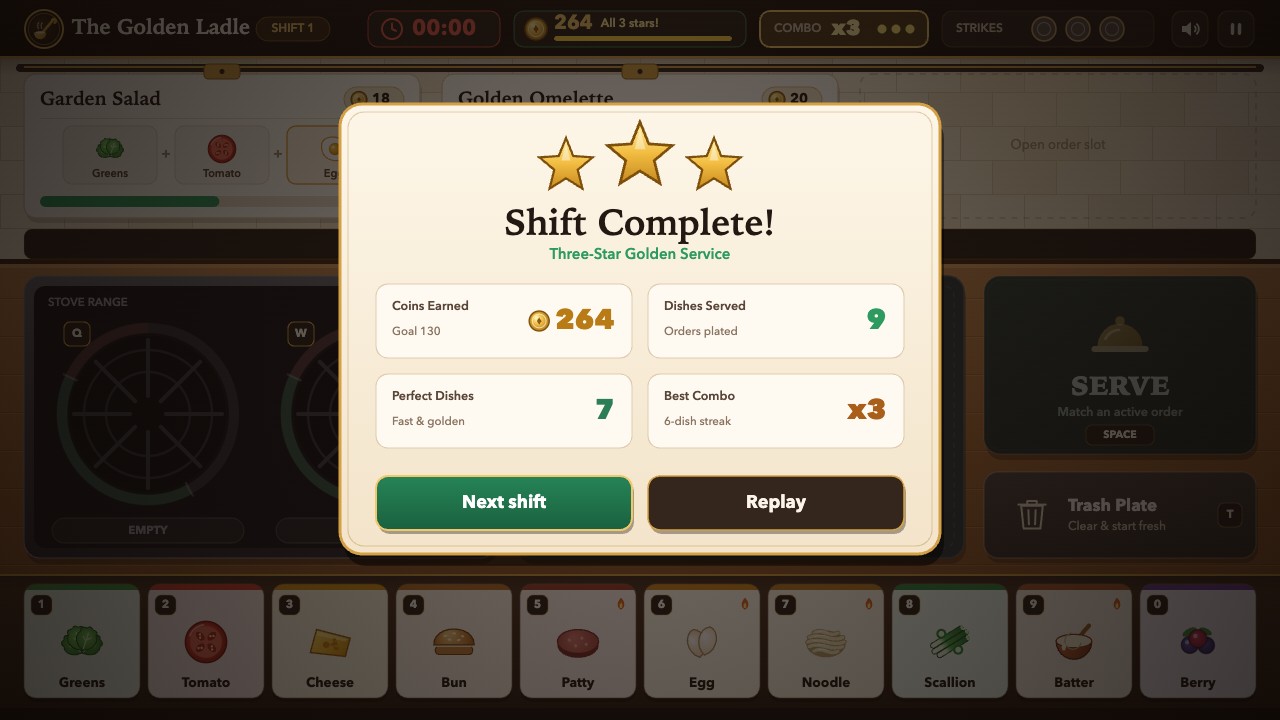 The Golden Ladle
SHIFT 1
00:00
264 All 3 stars!
COMBO x3
STRIKES
Garden Salad
18
Golden Omelette
20
Greens
+
Tomato
+
Open order slot
Shift Complete!
Three-Star Golden Service
Coins Earned
Goal 130
264
Dishes Served
Orders plated
9
Perfect Dishes
Fast & golden
7
Best Combo
6-dish streak
x3
Next shift
Replay
STOVE RANGE
Q
W
EMPTY
SERVE
Match an active order
SPACE
Trash Plate
Clear & start fresh
T
1
Greens
2
Tomato
3
Cheese
4
Bun
5
Patty
6
Egg
7
Noodle
8
Scallion
9
Batter
0
Berry